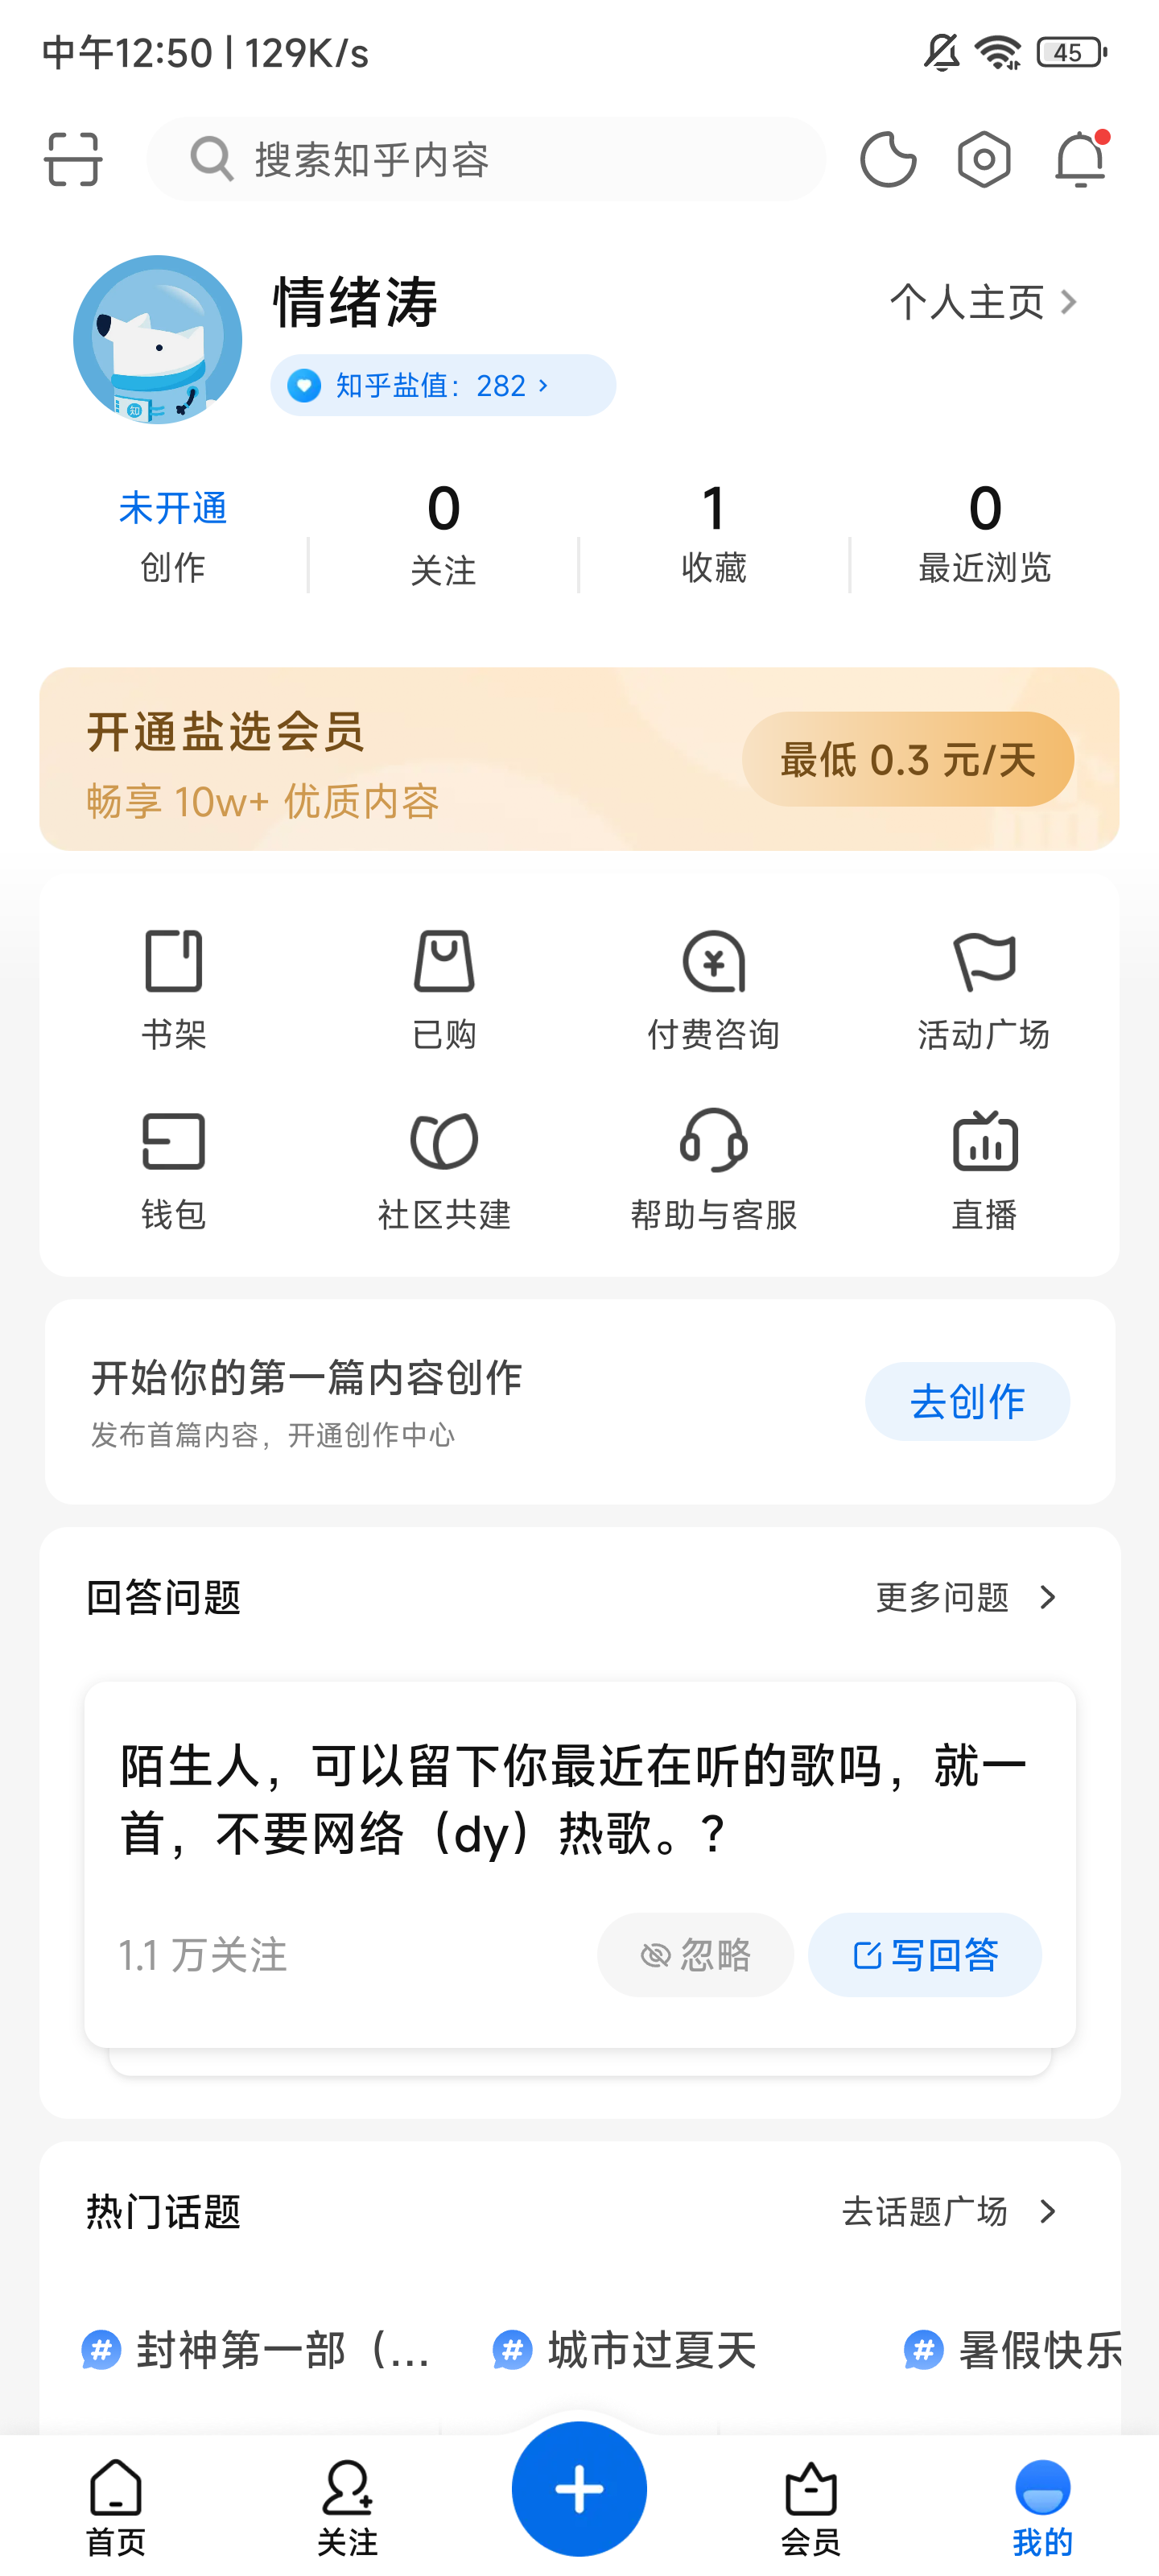 中午12:50 | 129K/s
45
搜索知乎内容
情绪涛
个人主页
知乎盐值：282
未开通
0
1
0
创作
关注
收藏
最近浏览
开通盐选会员
畅享 10w+ 优质内容
最低 0.3 元/天
书架
已购
付费咨询
活动广场
钱包
社区共建
帮助与客服
直播
开始你的第一篇内容创作
发布首篇内容，开通创作中心
去创作
回答问题
更多问题
陌生人，可以留下你最近在听的歌吗，就一
首，不要网络（dy）热歌。？
1.1 万关注
忽略
写回答
热门话题
去话题广场
# 封神第一部（...
# 城市过夏天
# 暑假快乐
首页
关注
会员
我的